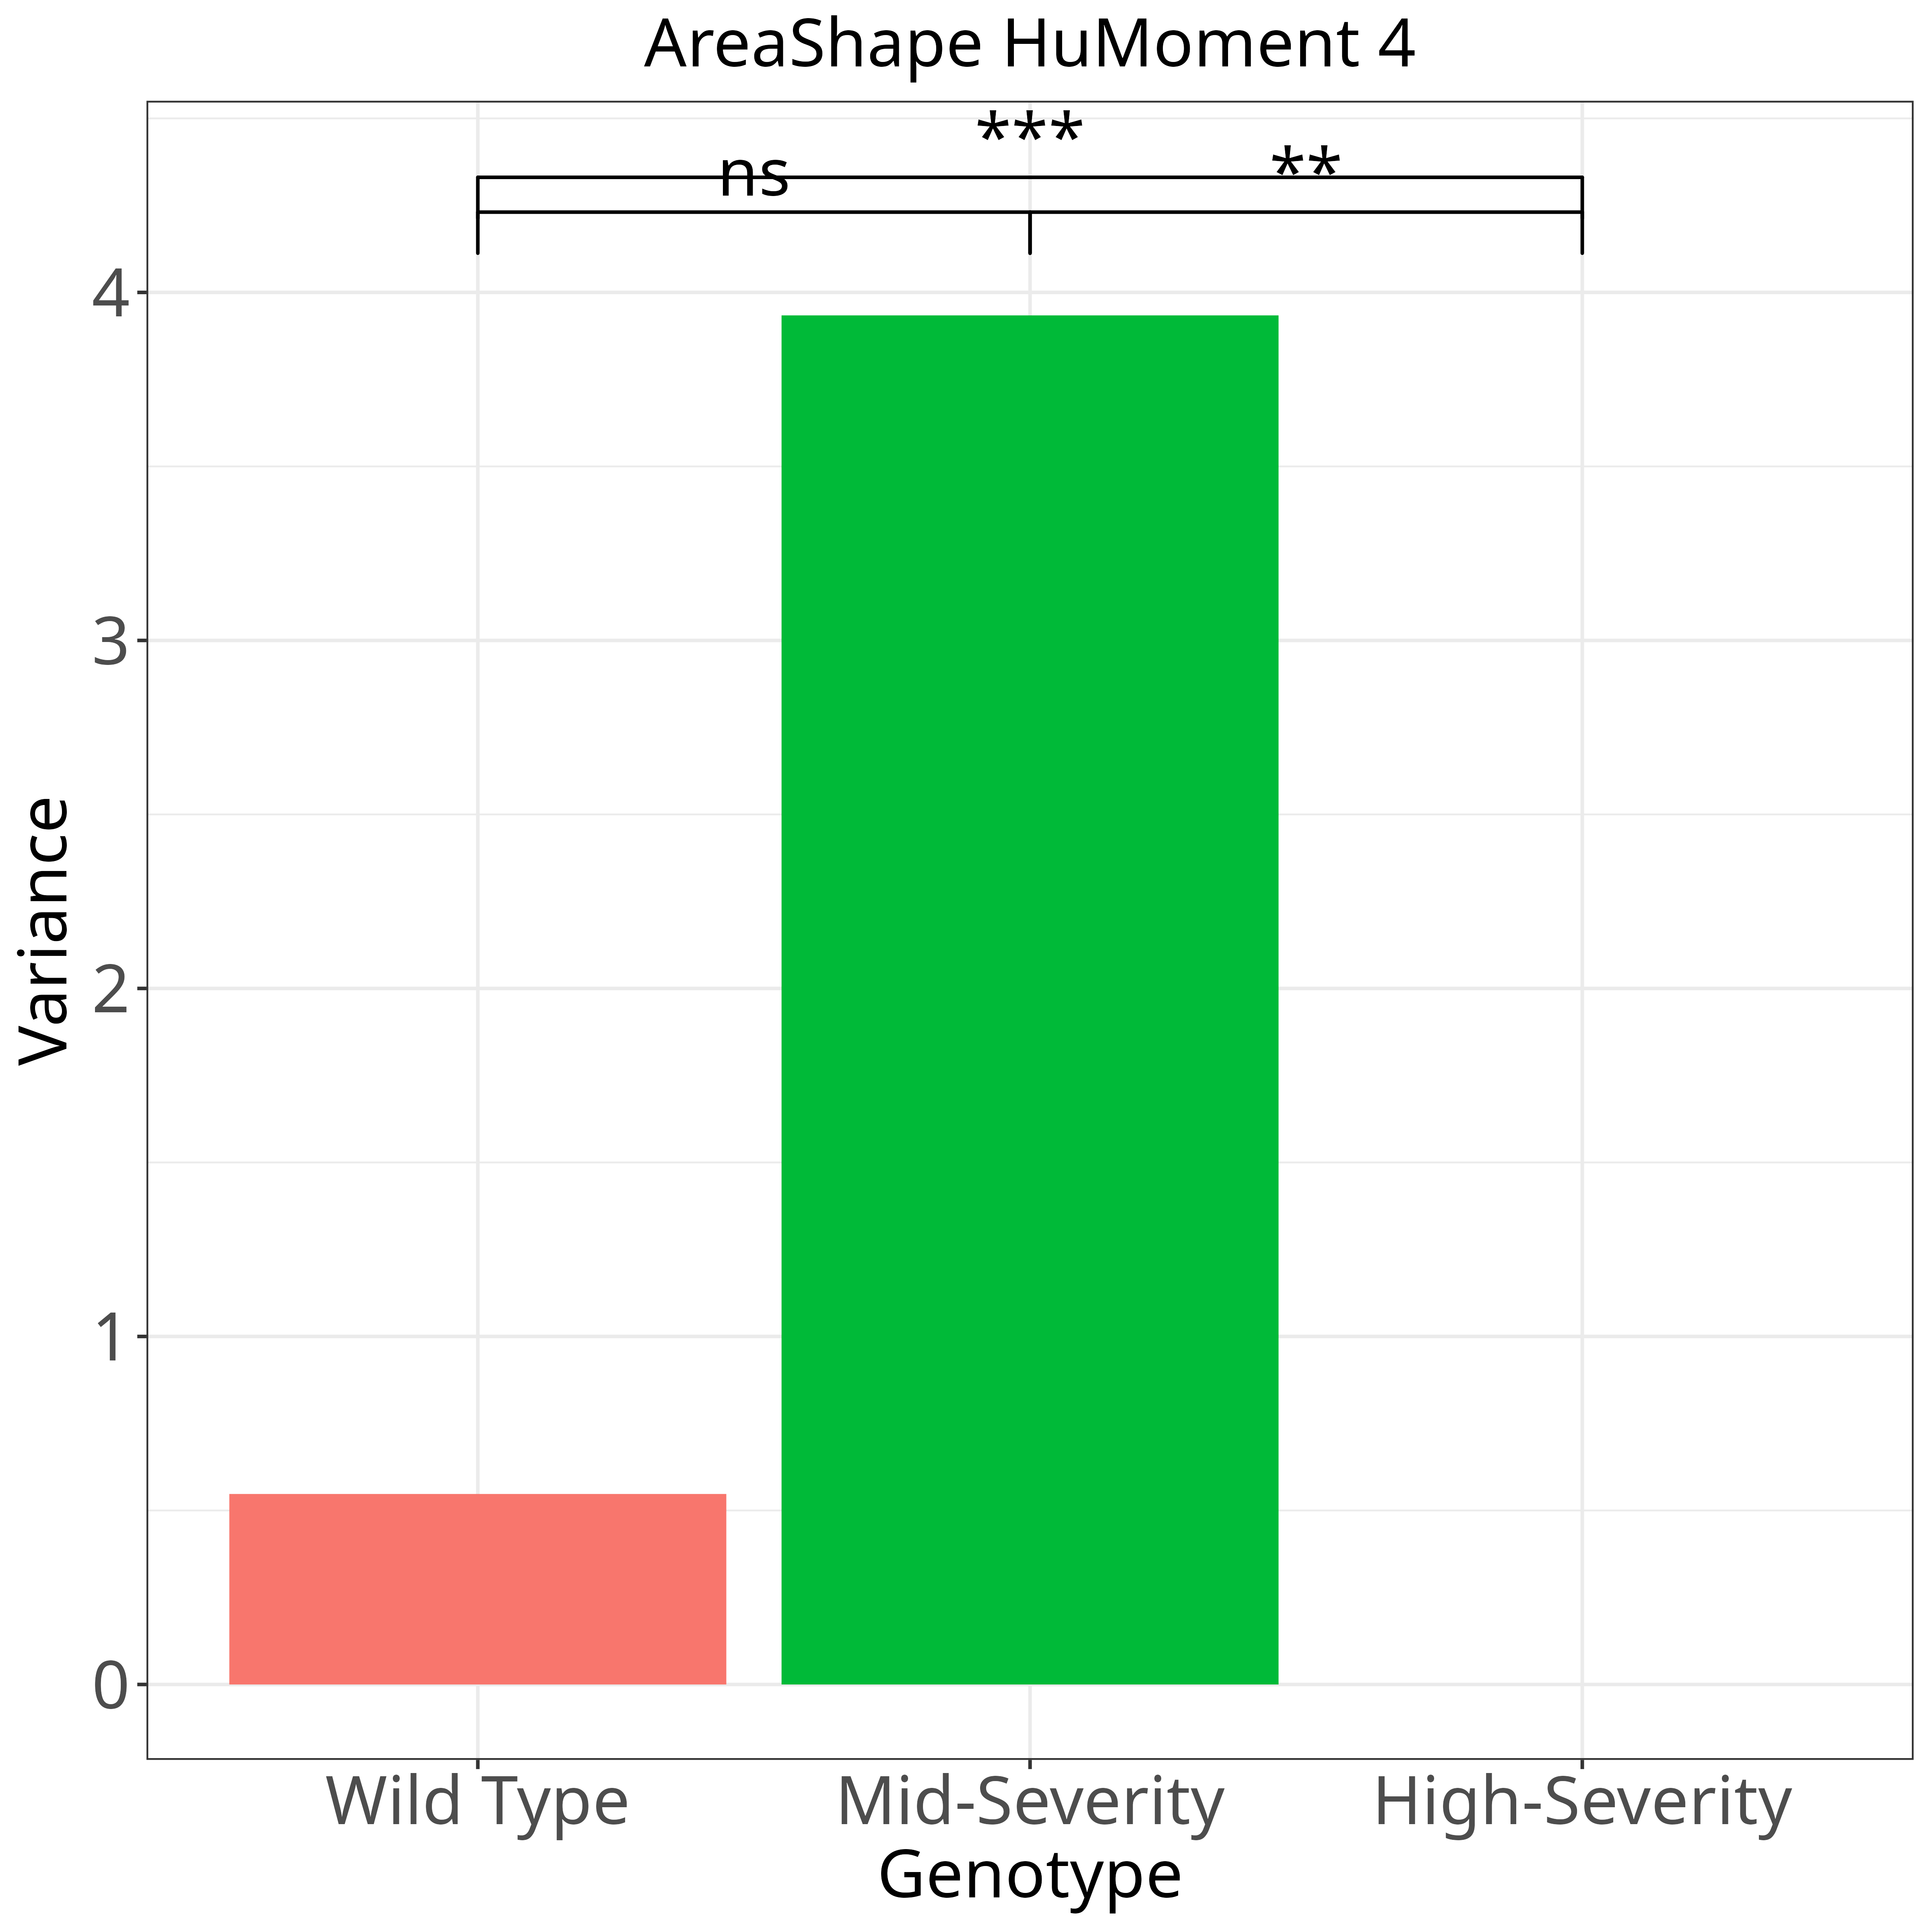 AreaShape HuMoment 4
***
ns
**
4
3
2
1
0
Variance
Wild Type
Mid-Severity
High-Severity
Genotype